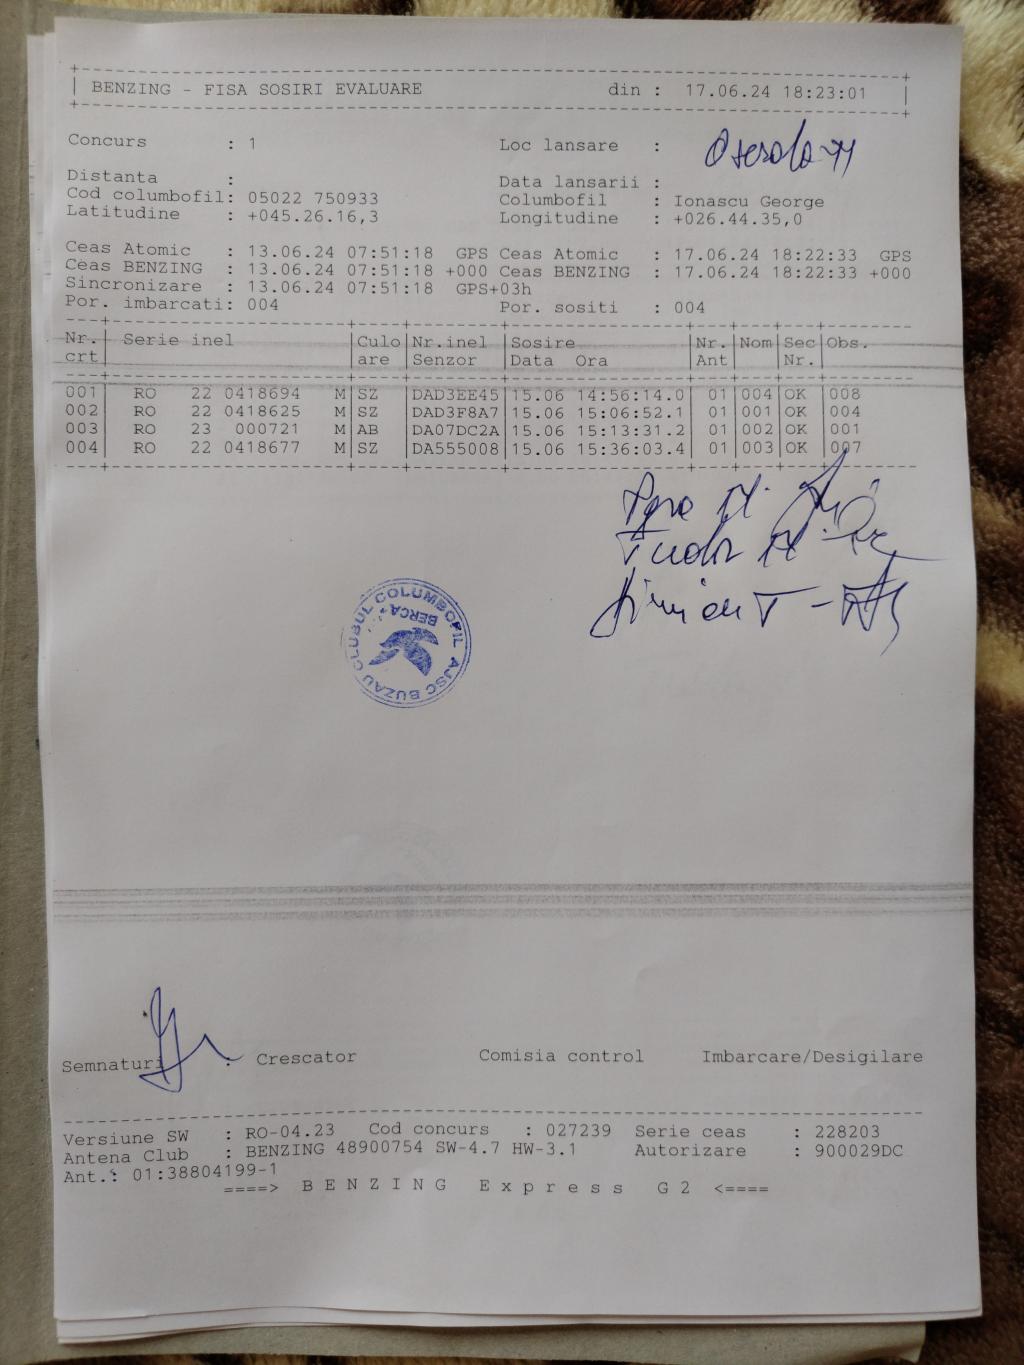 BENZING - FISA SOSIRI EVALUARE din : 17.06.24 18:23:01
Concurs : 1 Loc lansare :
Distanta : Data lansarii :
Cod columbofil: 05022 750933 Columbofil : Ionascu George
Latitudine : +045.26.16,3 Longitudine : +026.44.35,0
Ceas Atomic : 13.06.24 07:51:18 GPS Ceas Atomic : 17.06.24 18:22:33 GPS
Ceas BENZING : 13.06.24 07:51:18 +000 Ceas BENZING : 17.06.24 18:22:33 +000
Sincronizare : 13.06.24 07:51:18 GPS+03h
Por. imbarcati: 004 Por. sositi : 004
Nr. Serie inel Culo Nr.inel Sosire Nr. Nom Sec Obs.
crt are Senzor Data Ora Ant Nr.
001 RO 22 0418694 M SZ DAD3EE45 15.06 14:56:14.0 01 004 OK 008
002 RO 22 0418625 M SZ DAD3F8A7 15.06 15:06:52.1 01 001 OK 004
003 RO 23 000721 M AB DA07DC2A 15.06 15:13:31.2 01 002 OK 001
004 RO 22 0418677 M SZ DA555008 15.06 15:36:03.4 01 003 OK 007
Tudor
CLUBUL COLUMBOFIL AJSC BUZAU
BERCA
Semnaturi : Crescator Comisia control Imbarcare/Desigilare
Versiune SW : RO-04.23 Cod concurs : 027239 Serie ceas : 228203
Antena Club : BENZING 48900754 SW-4.7 HW-3.1 Autorizare : 900029DC
Ant.: 01:38804199-1
====> B E N Z I N G E x p r e s s G 2 <====